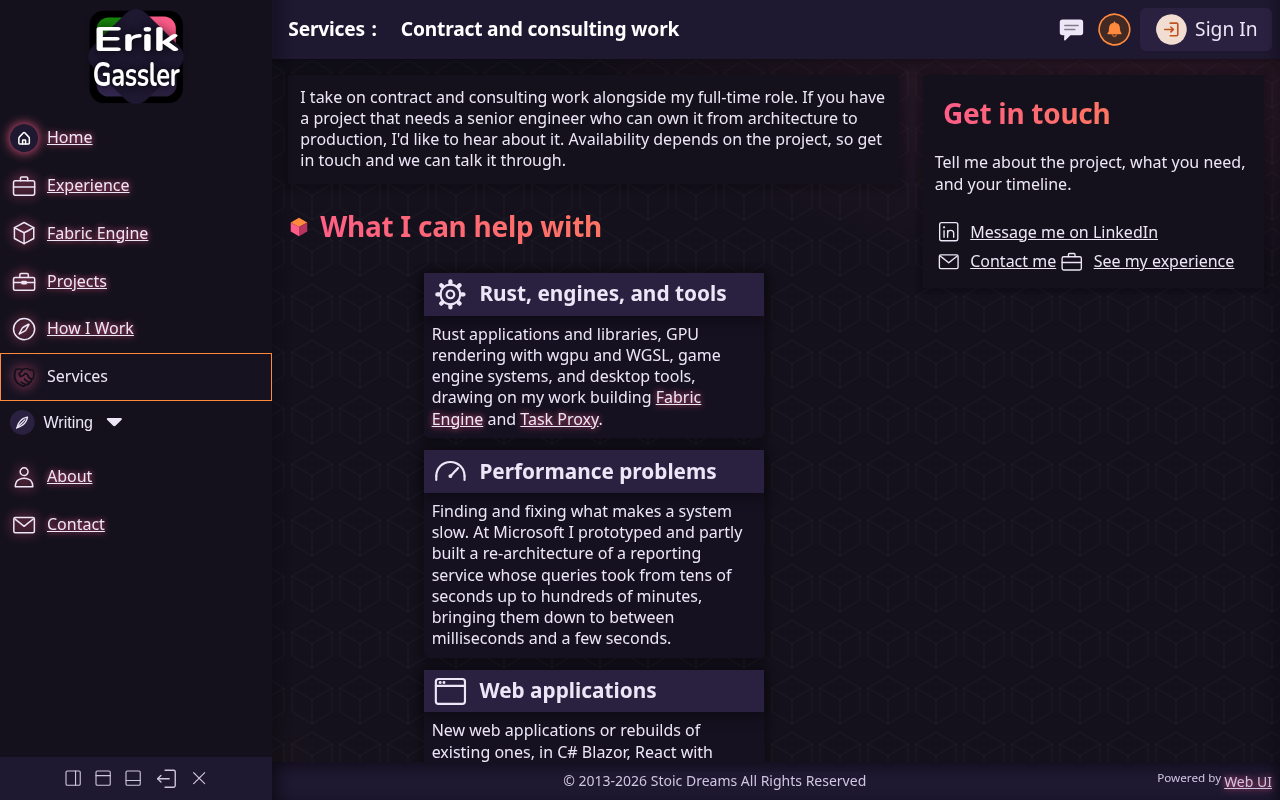 Erik
Gassler
Home
Experience
Fabric Engine
Projects
How I Work
Services
Writing
About
Contact
Services : Contract and consulting work
Sign In
I take on contract and consulting work alongside my full-time role. If you have
a project that needs a senior engineer who can own it from architecture to
production, I'd like to hear about it. Availability depends on the project, so get
in touch and we can talk it through.
What I can help with
Rust, engines, and tools
Rust applications and libraries, GPU
rendering with wgpu and WGSL, game
engine systems, and desktop tools,
drawing on my work building Fabric
Engine and Task Proxy.
Performance problems
Finding and fixing what makes a system
slow. At Microsoft I prototyped and partly
built a re-architecture of a reporting
service whose queries took from tens of
seconds up to hundreds of minutes,
bringing them down to between
milliseconds and a few seconds.
Web applications
New web applications or rebuilds of
existing ones, in C# Blazor, React with
Get in touch
Tell me about the project, what you need,
and your timeline.
Message me on LinkedIn
Contact me See my experience
© 2013-2026 Stoic Dreams All Rights Reserved
Powered by Web UI